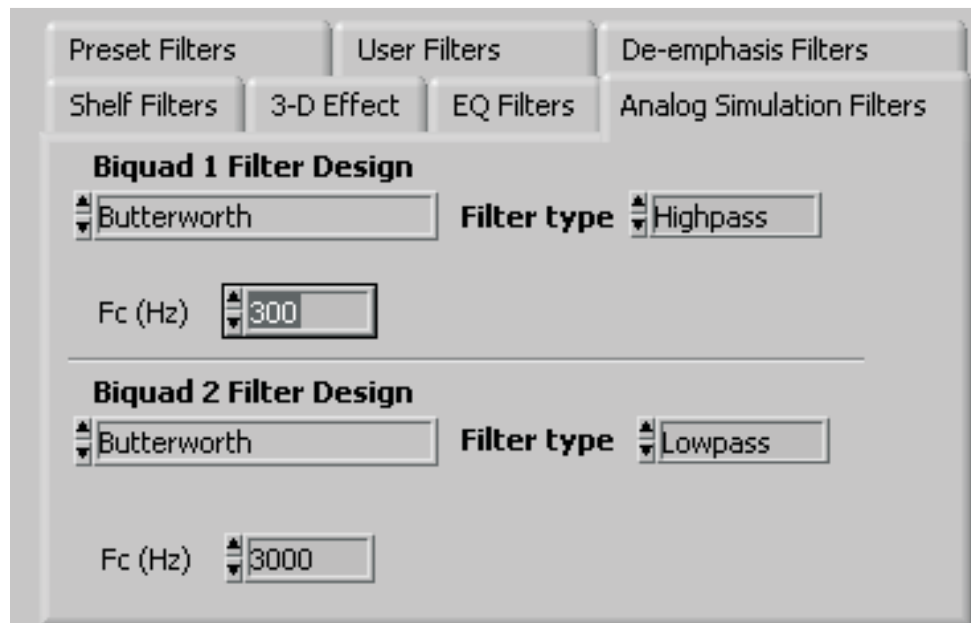 Preset Filters User Filters De-emphasis Filters
Shelf Filters 3-D Effect EQ Filters Analog Simulation Filters
Biquad 1 Filter Design
Butterworth Filter type Highpass
Fc (Hz) 300
Biquad 2 Filter Design
Butterworth Filter type Lowpass
Fc (Hz) 3000